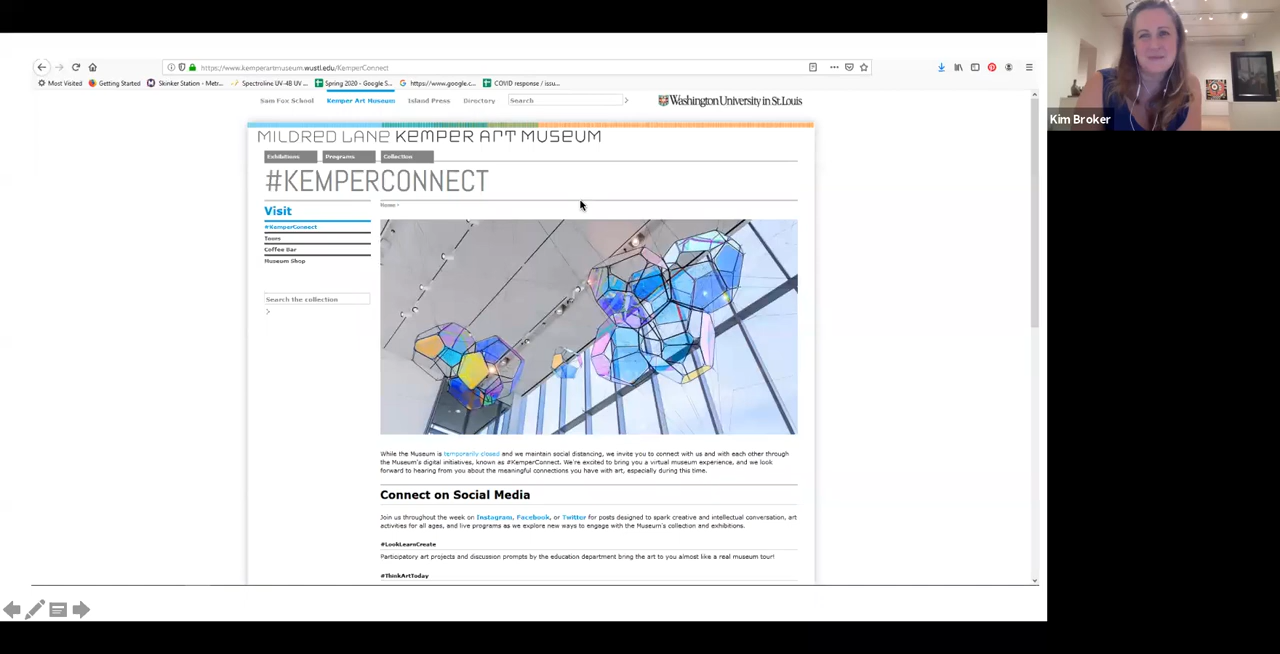 https://www.kemperartmuseum.wustl.edu/KemperConnect
Most Visited
Getting Started
Skinker Station - Metr...
Spectroline UV-4B UV ...
Spring 2020 - Google S...
https://www.google.c...
COVID response / issu...
Sam Fox School
Kemper Art Museum
Island Press
Directory
Search
Washington University in St. Louis
MILDRED LANE KEMPER ART MUSEUM
Exhibitions
Programs
Collection
#KEMPERCONNECT
Visit
Home ›
#KemperConnect
Tours
Coffee Bar
Museum Shop
Search the collection
While the Museum is temporarily closed and we maintain social distancing, we invite you to connect with us and with each other through
the Museum's digital initiatives, known as #KemperConnect. We're excited to bring you a virtual museum experience, and we look
forward to hearing from you about the meaningful connections you have with art, especially during this time.
Connect on Social Media
Join us throughout the week on Instagram, Facebook, or Twitter for posts designed to spark creative and intellectual conversation, art
activities for all ages, and live programs as we explore new ways to engage with the Museum's collection and exhibitions.
#LookLearnCreate
Participatory art projects and discussion prompts by the education department bring the art to you almost like a real museum tour!
#ThinkArtToday
Kim Broker